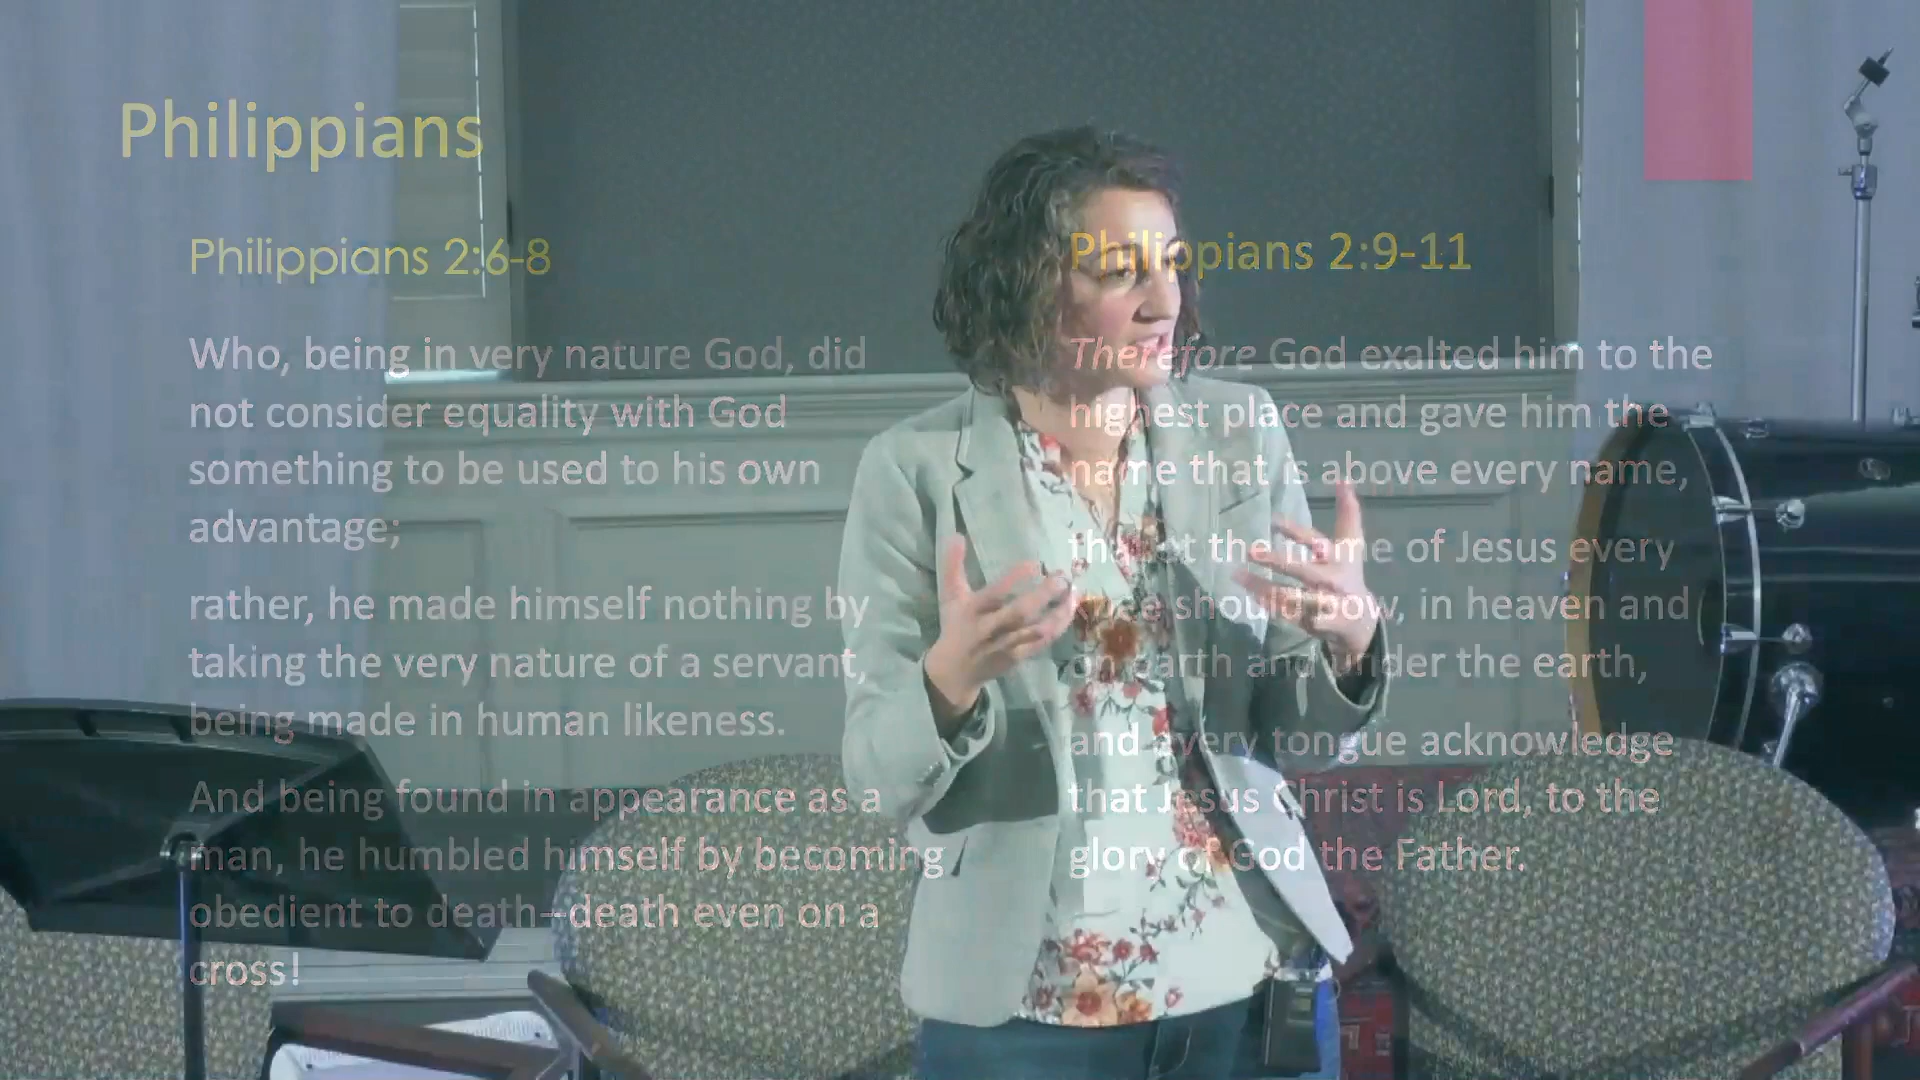 Philippians
Philippians 2:6-8
Who, being in very nature God, did
not consider equality with God
something to be used to his own
advantage;
rather, he made himself nothing by
taking the very nature of a servant,
being made in human likeness.
And being found in appearance as a
man, he humbled himself by becoming
obedient to death–death even on a
cross!
Philippians 2:9-11
Therefore God exalted him to the
highest place and gave him the
name that is above every name,
that at the name of Jesus every
knee should bow, in heaven and
on earth and under the earth,
and every tongue acknowledge
that Jesus Christ is Lord, to the
glory of God the Father.